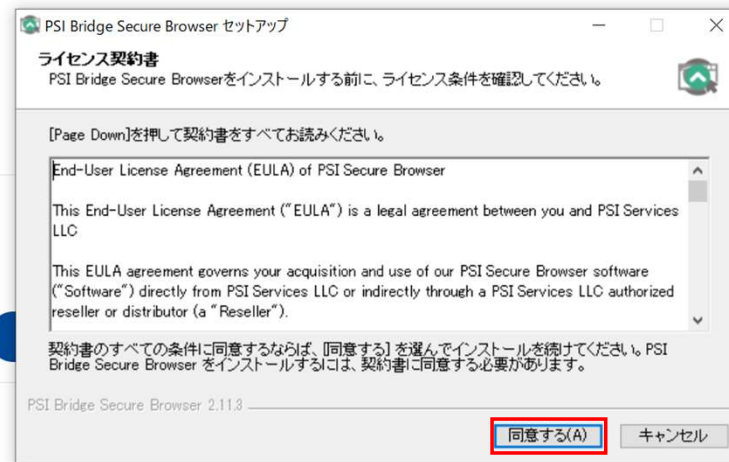 PSI Bridge Secure Browser セットアップ
ライセンス契約書
PSI Bridge Secure Browserをインストールする前に、ライセンス条件を確認してください。
[Page Down]を押して契約書をすべてお読みください。
End-User License Agreement (EULA) of PSI Secure Browser
This End-User License Agreement ("EULA") is a legal agreement between you and PSI Services
LLC
This EULA agreement governs your acquisition and use of our PSI Secure Browser software
("Software") directly from PSI Services LLC or indirectly through a PSI Services LLC authorized
reseller or distributor (a "Reseller").
契約書のすべての条件に同意するならば、[同意する] を選んでインストールを続けてください。PSI
Bridge Secure Browser をインストールするには、契約書に同意する必要があります。
PSI Bridge Secure Browser 2.11.3
同意する(A)
キャンセル